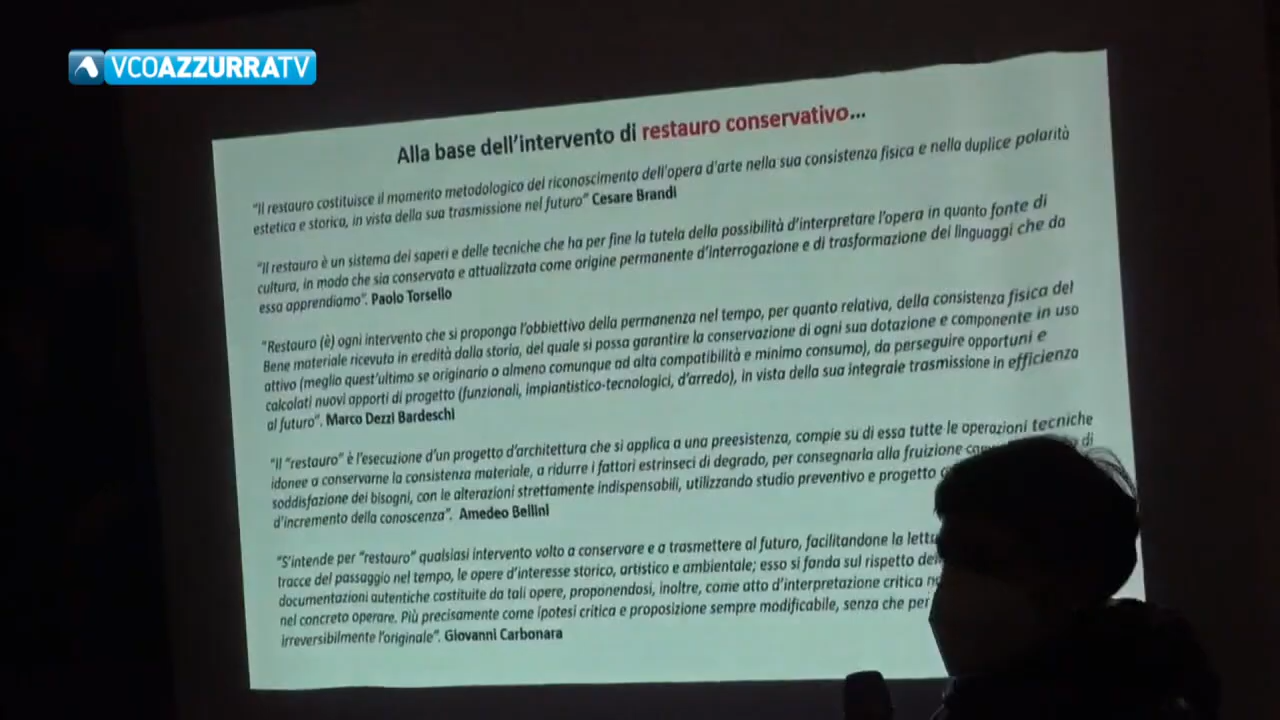 VCOAZZURRATV
Alla base dell'intervento di restauro conservativo...
"Il restauro costituisce il momento metodologico del riconoscimento dell'opera d'arte nella sua consistenza fisica e nella duplice polarità
estetica e storica, in vista della sua trasmissione nel futuro" Cesare Brandi
"Il restauro è un sistema dei saperi e delle tecniche che ha per fine la tutela della possibilità d'interpretare l'opera in quanto fonte di
cultura, in modo che sia conservata e attualizzata come origine permanente d'interrogazione e di trasformazione dei linguaggi che da
essa apprendiamo". Paolo Torsello
"Restauro (è) ogni intervento che si proponga l'obbiettivo della permanenza nel tempo, per quanto relativa, della consistenza fisica del
Bene materiale ricevuto in eredità dalla storia, del quale si possa garantire la conservazione di ogni sua dotazione e componente in uso
attivo (meglio quest'ultimo se originario o almeno comunque ad alta compatibilità e minimo consumo), da perseguire opportuni e
calcolati nuovi apporti di progetto (funzionali, impiantistico-tecnologici, d'arredo), in vista della sua integrale trasmissione in efficienza
al futuro". Marco Dezzi Bardeschi
"Il "restauro" è l'esecuzione d'un progetto d'architettura che si applica a una preesistenza, compie su di essa tutte le operazioni tecniche
idonee a conservarne la consistenza materiale, a ridurre i fattori estrinseci di degrado, per consegnarla alla fruizione di
soddisfazione dei bisogni, con le alterazioni strettamente indispensabili, utilizzando studio preventivo e progetto
d'incremento della conoscenza". Amedeo Bellini
"S'intende per "restauro" qualsiasi intervento volto a conservare e a trasmettere al futuro, facilitandone la
tracce del passaggio nel tempo, le opere d'interesse storico, artistico e ambientale; esso si fonda sul rispetto
documentazioni autentiche costituite da tali opere, proponendosi, inoltre, come atto d'interpretazione critica
nel concreto operare. Più precisamente come ipotesi critica e proposizione sempre modificabile, senza che per
irreversibilmente l'originale". Giovanni Carbonara